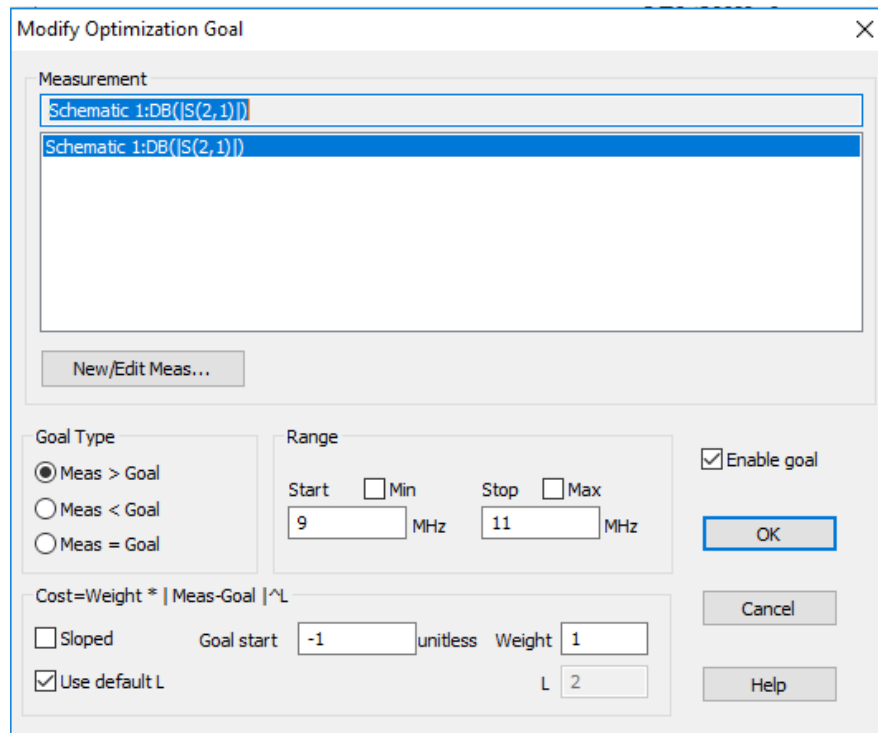 Modify Optimization Goal
Measurement
Schematic 1:DB(|S(2,1)|)
Schematic 1:DB(|S(2,1)|)
New/Edit Meas...
Goal Type
Meas > Goal
Meas < Goal
Meas = Goal
Range
Start Min Stop Max
9 MHz 11 MHz
Enable goal
OK
Cancel
Help
Cost=Weight * | Meas-Goal |^L
Sloped Goal start -1 unitless Weight 1
Use default L L 2